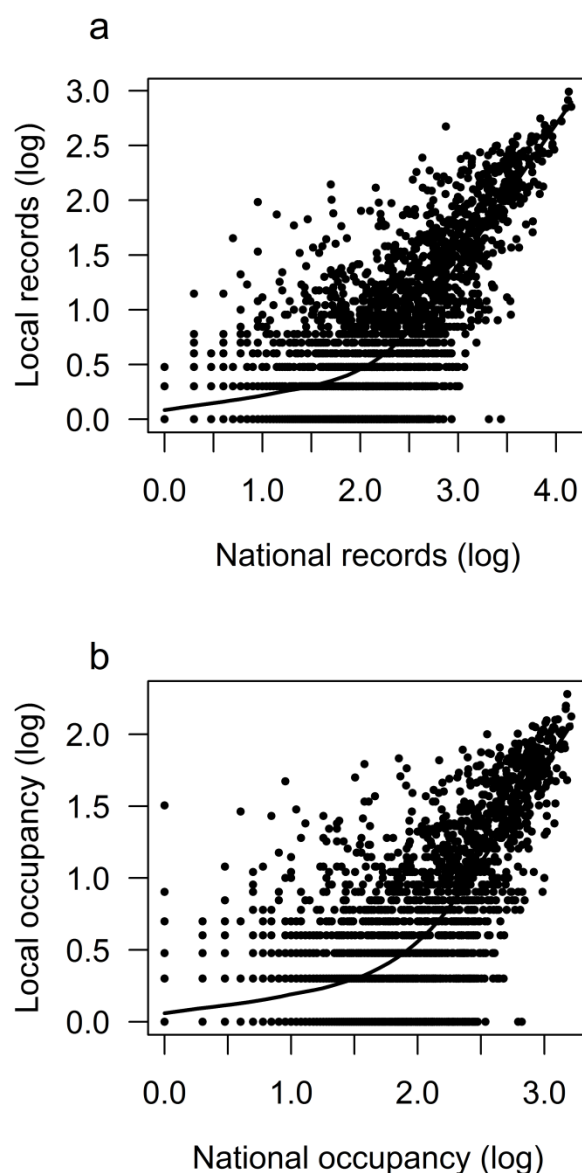 a
3.0
2.5
2.0
1.5
1.0
0.5
0.0
Local records (log)
0.0 1.0 2.0 3.0 4.0
National records (log)
b
2.0
1.5
1.0
0.5
0.0
Local occupancy (log)
0.0 1.0 2.0 3.0
National occupancy (log)